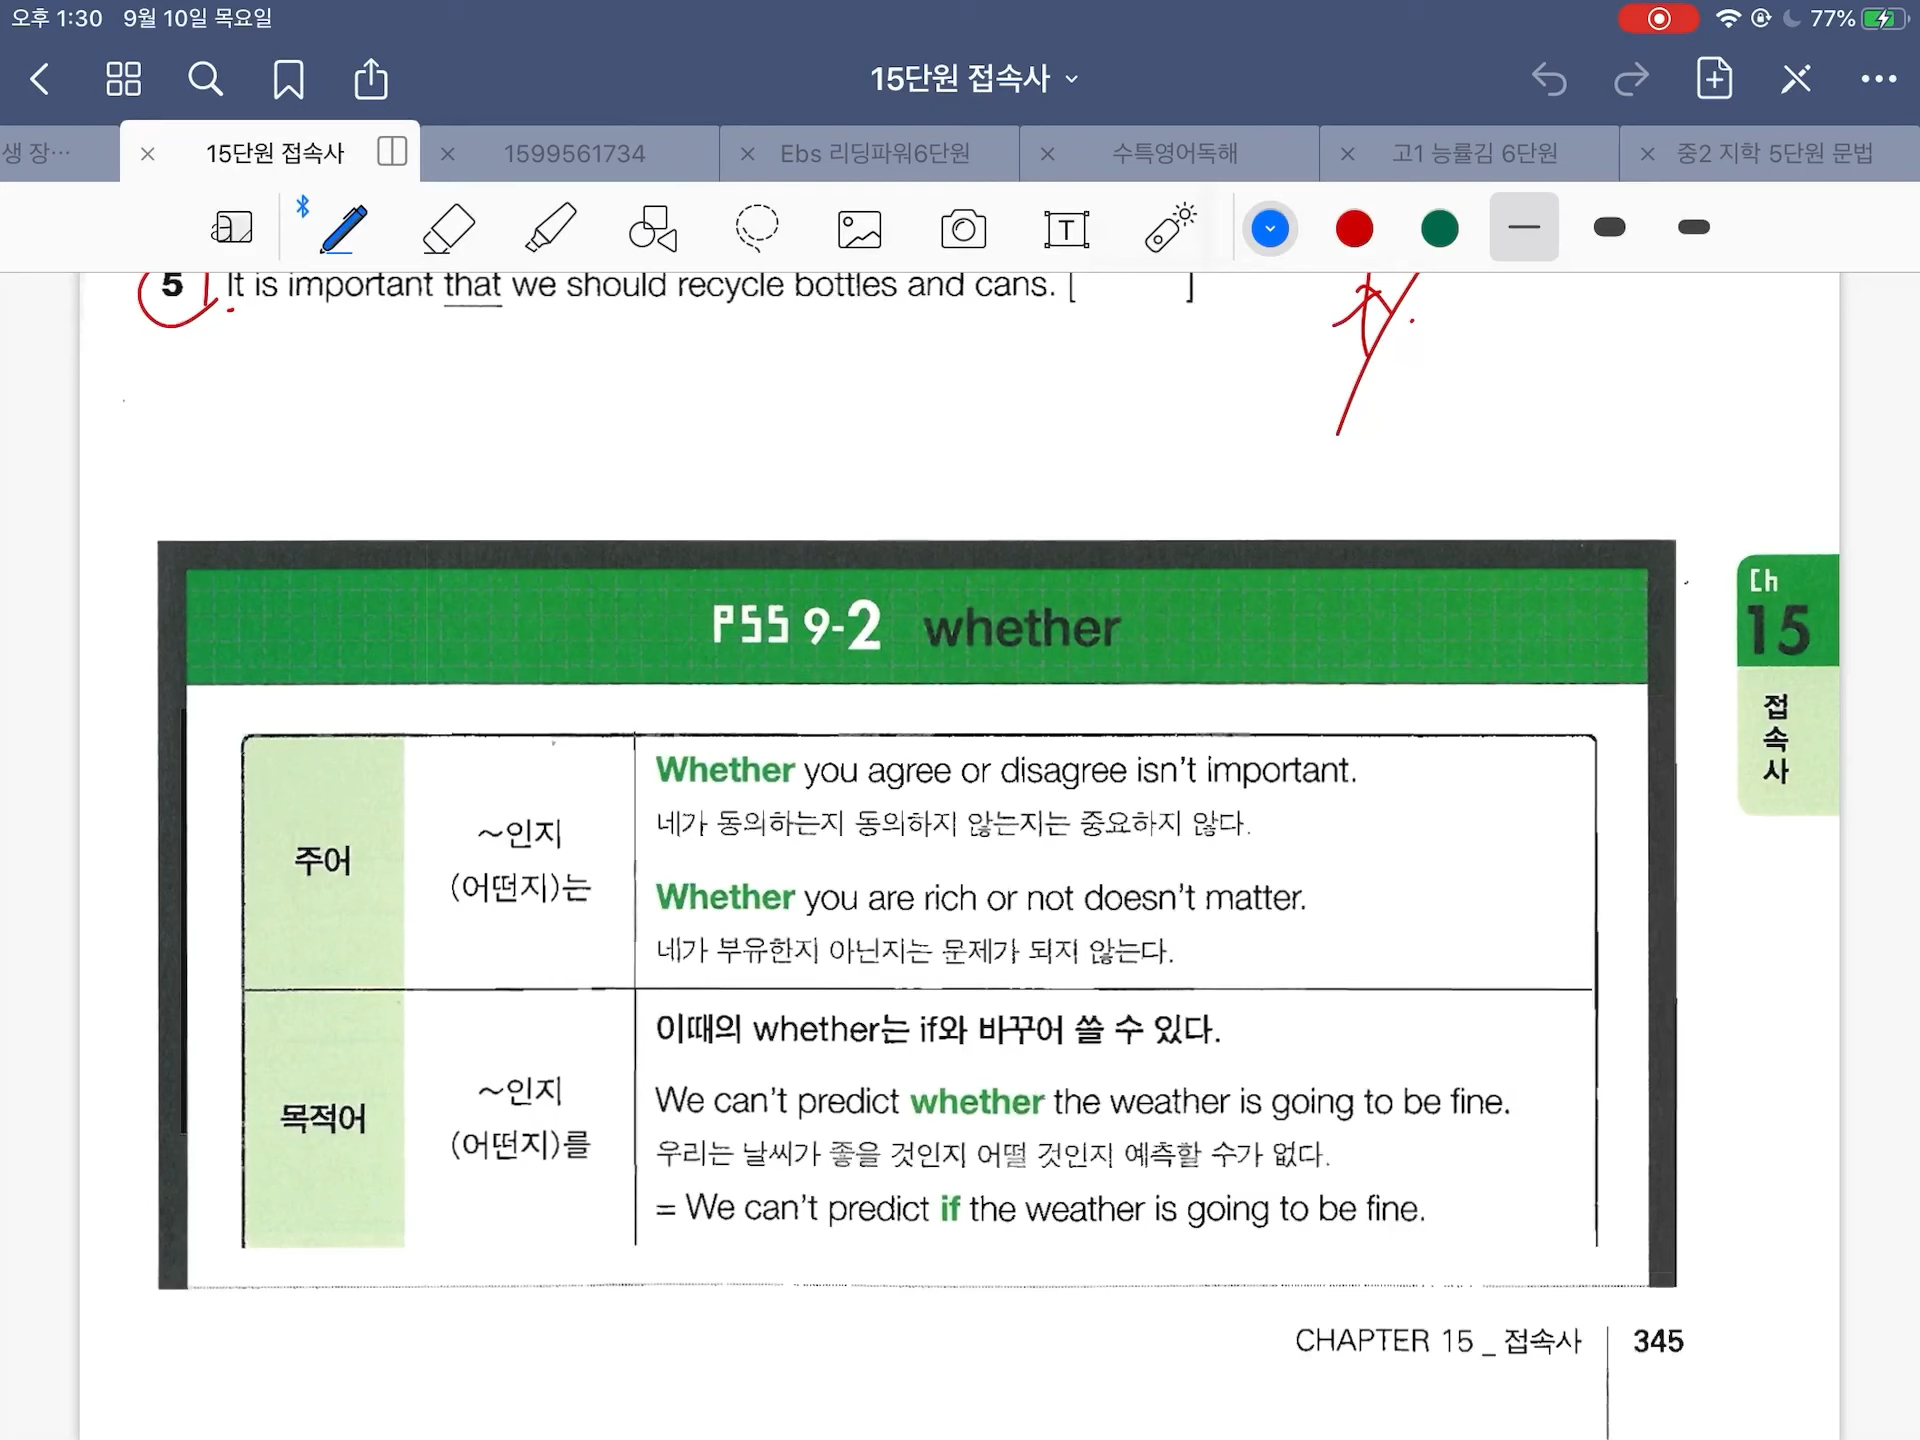 오후 1:30 9월 10일 목요일
77%
15단원 접속사
생 장…
15단원 접속사
1599561734
Ebs 리딩파워6단원
수특영어독해
고1 능률김 6단원
중2 지학 5단원 문법
5 It is important that we should recycle bottles and cans. [ ]
PSS 9-2 whether
Ch
15
접속사
주어
~인지
(어떤지)는
Whether you agree or disagree isn't important.
네가 동의하는지 동의하지 않는지는 중요하지 않다.
Whether you are rich or not doesn't matter.
네가 부유한지 아닌지는 문제가 되지 않는다.
목적어
~인지
(어떤지)를
이때의 whether는 if와 바꾸어 쓸 수 있다.
We can't predict whether the weather is going to be fine.
우리는 날씨가 좋을 것인지 어떨 것인지 예측할 수가 없다.
= We can't predict if the weather is going to be fine.
CHAPTER 15 _ 접속사
345